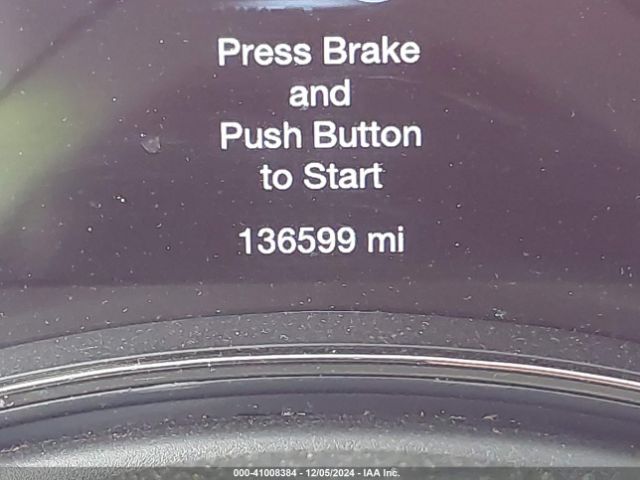 Press Brake
and
Push Button
to Start
136599 mi
000-41008384 - 12/05/2024 - IAA Inc.